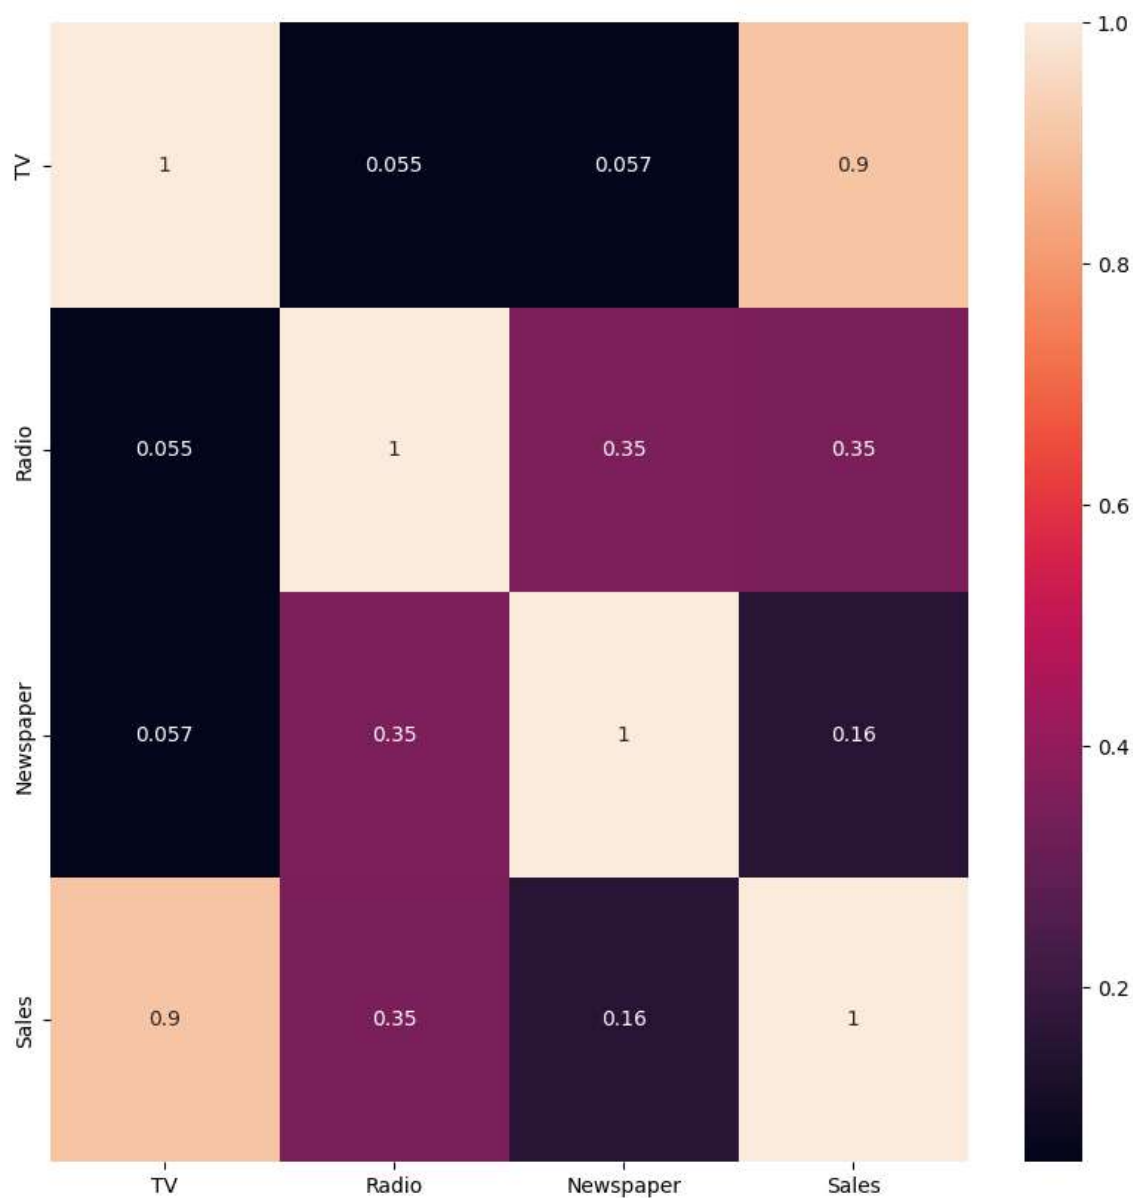 1.0
TV
1 0.055 0.057 0.9
0.8
Radio
0.055 1 0.35 0.35
0.6
Newspaper
0.057 0.35 1 0.16
0.4
Sales
0.9 0.35 0.16 1
0.2
TV Radio Newspaper Sales